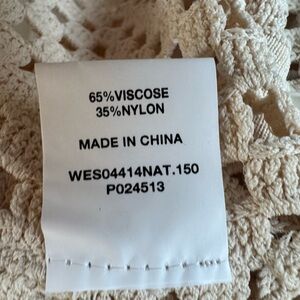 65%VISCOSE
35%NYLON
MADE IN CHINA
WES04414NAT.150
P024513